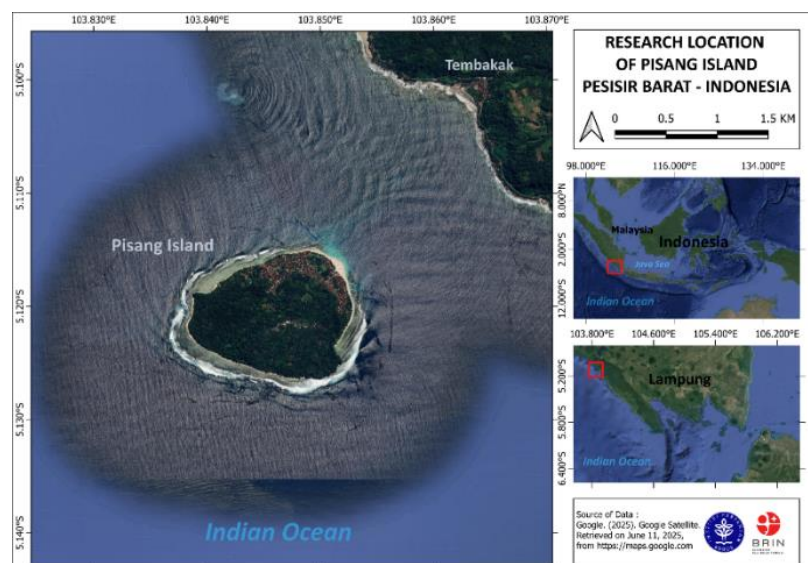 103.830°E 103.840°E 103.850°E 103.860°E 103.870°E
5.100°S
5.110°S
5.120°S
5.130°S
5.140°S
Tembakak
Pisang Island
Indian Ocean
RESEARCH LOCATION
OF PISANG ISLAND
PESISIR BARAT - INDONESIA
0 0.5 1 1.5 KM
98.000°E 116.000°E 134.000°E
8.000°N
2.000°S
12.000°S
Malaysia
Indonesia
Java Sea
Indian Ocean
103.800°E 104.600°E 105.400°E 106.200°E
5.200°S
5.800°S
6.400°S
Lampung
Indian Ocean
Source of Data :
Google. (2025). Google Satellite.
Retrieved on June 11, 2025,
from https://maps.google.com
BRIN